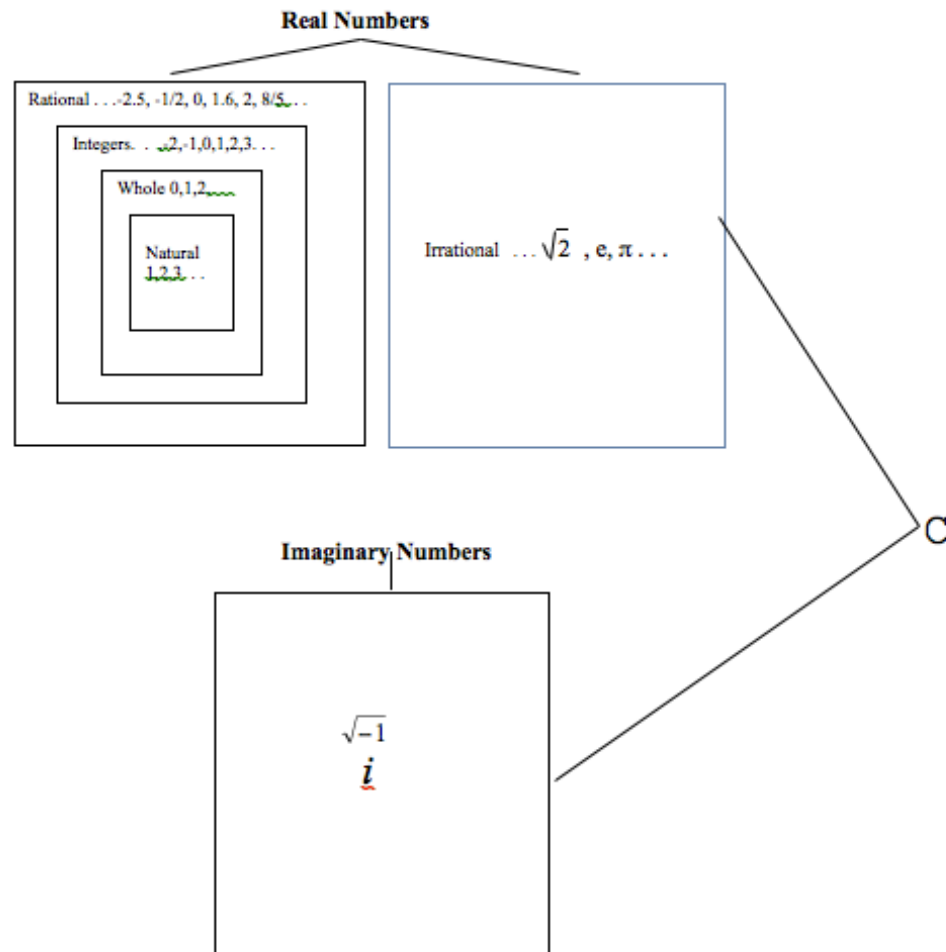 Real Numbers
Rational . . .-2.5, -1/2, 0, 1.6, 2, 8/5. . .
Integers. . . .-2,-1,0,1,2,3. . .
Whole 0,1,2......
Natural
1,2,3. . .
Irrational . . . √2 , e, π . . .
C
Imaginary Numbers
√-1
i